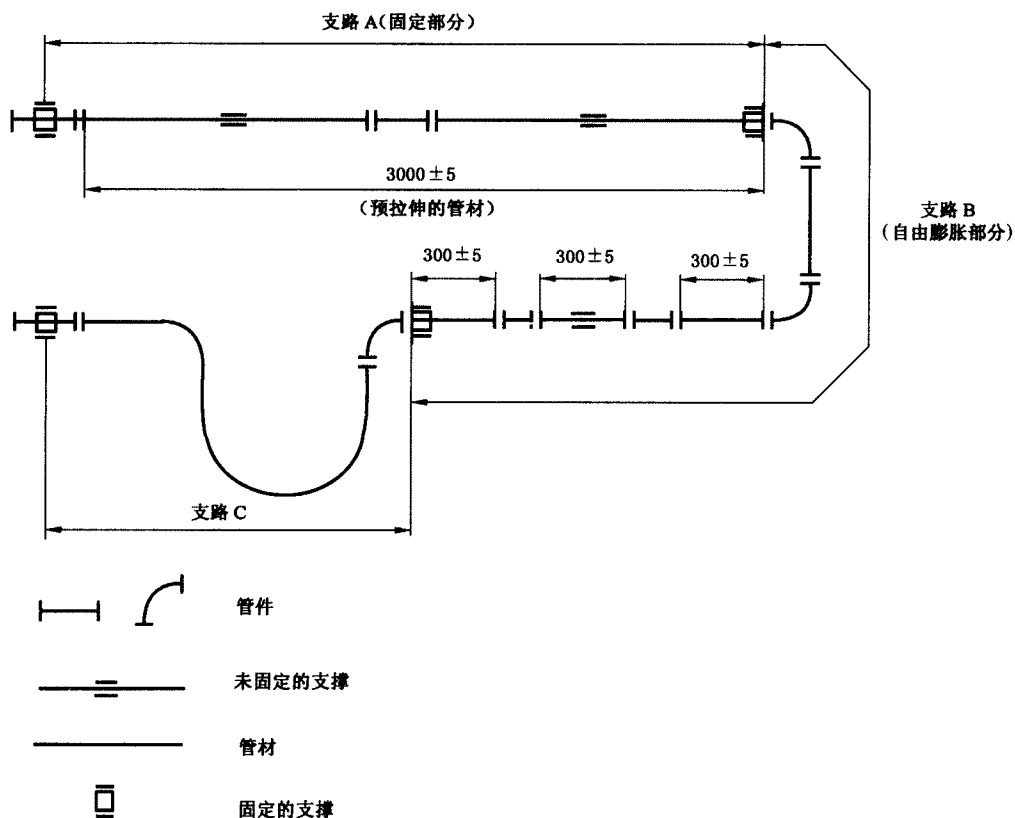 支路 A(固定部分)
3000±5
(预拉伸的管材)
支路 B
(自由膨胀部分)
300±5
300±5
300±5
支路 C
管件
未固定的支撑
管材
固定的支撑